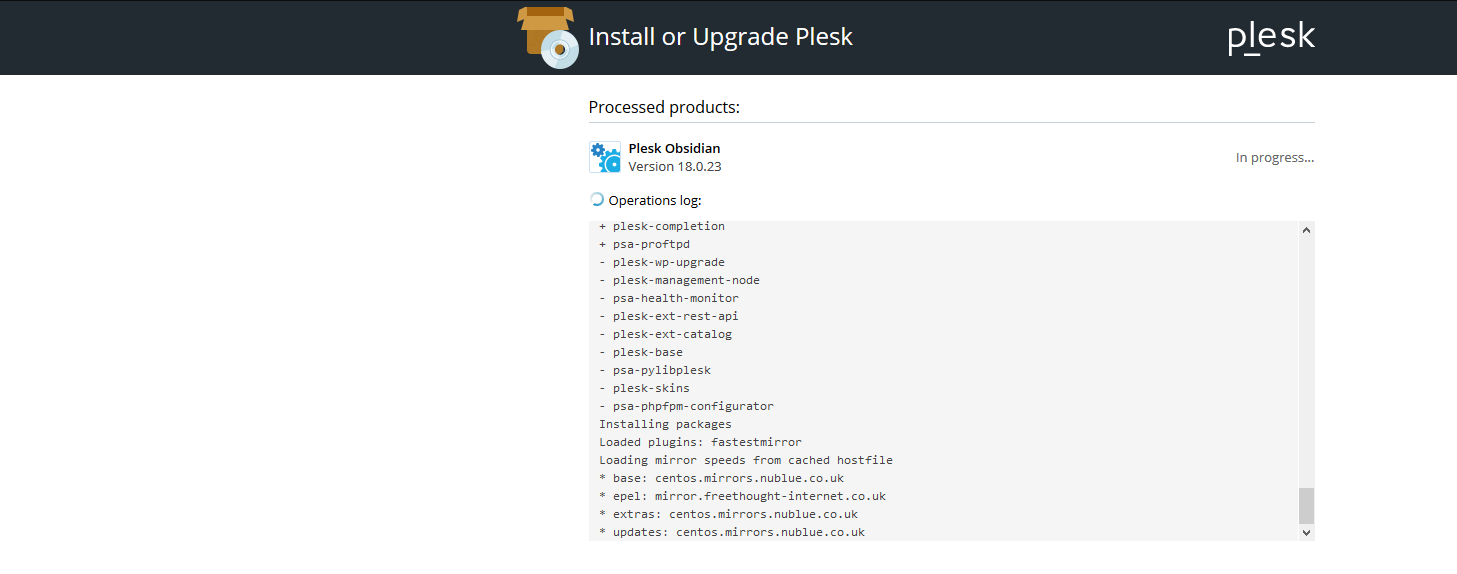 Install or Upgrade Plesk
plesk
Processed products:
Plesk Obsidian
Version 18.0.23
In progress...
Operations log:
+ plesk-completion
+ psa-proftpd
- plesk-wp-upgrade
- plesk-management-node
- psa-health-monitor
- plesk-ext-rest-api
- plesk-ext-catalog
- plesk-base
- psa-pylibplesk
- plesk-skins
- psa-phpfpm-configurator
Installing packages
Loaded plugins: fastestmirror
Loading mirror speeds from cached hostfile
* base: centos.mirrors.nublue.co.uk
* epel: mirror.freethought-internet.co.uk
* extras: centos.mirrors.nublue.co.uk
* updates: centos.mirrors.nublue.co.uk